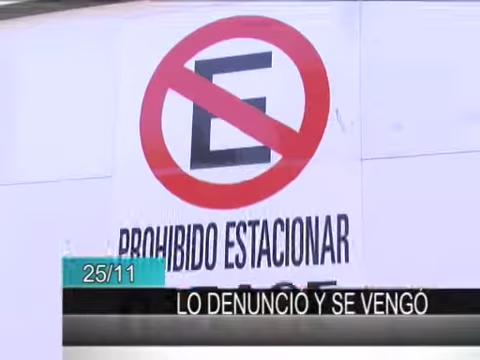 E
PROHIBIDO ESTACIONAR
25/11
LO DENUNCIÓ Y SE VENGÓ